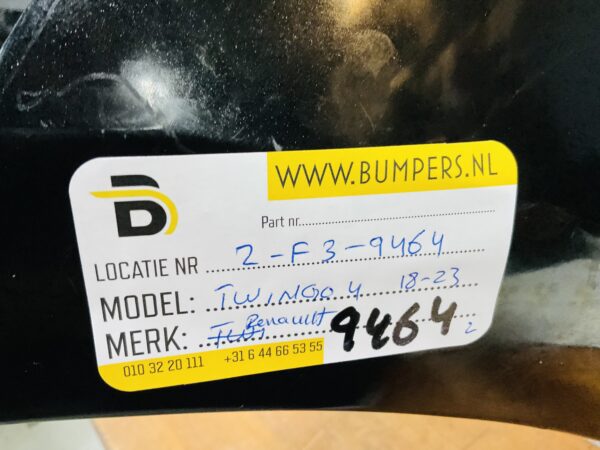 WWW.BUMPERS.NL
Part nr.
LOCATIE NR 2-F3-9464
MODEL: TWINGO 4 18-23
MERK: Renault 9464 2
010 32 20 111 +31 6 44 66 53 55